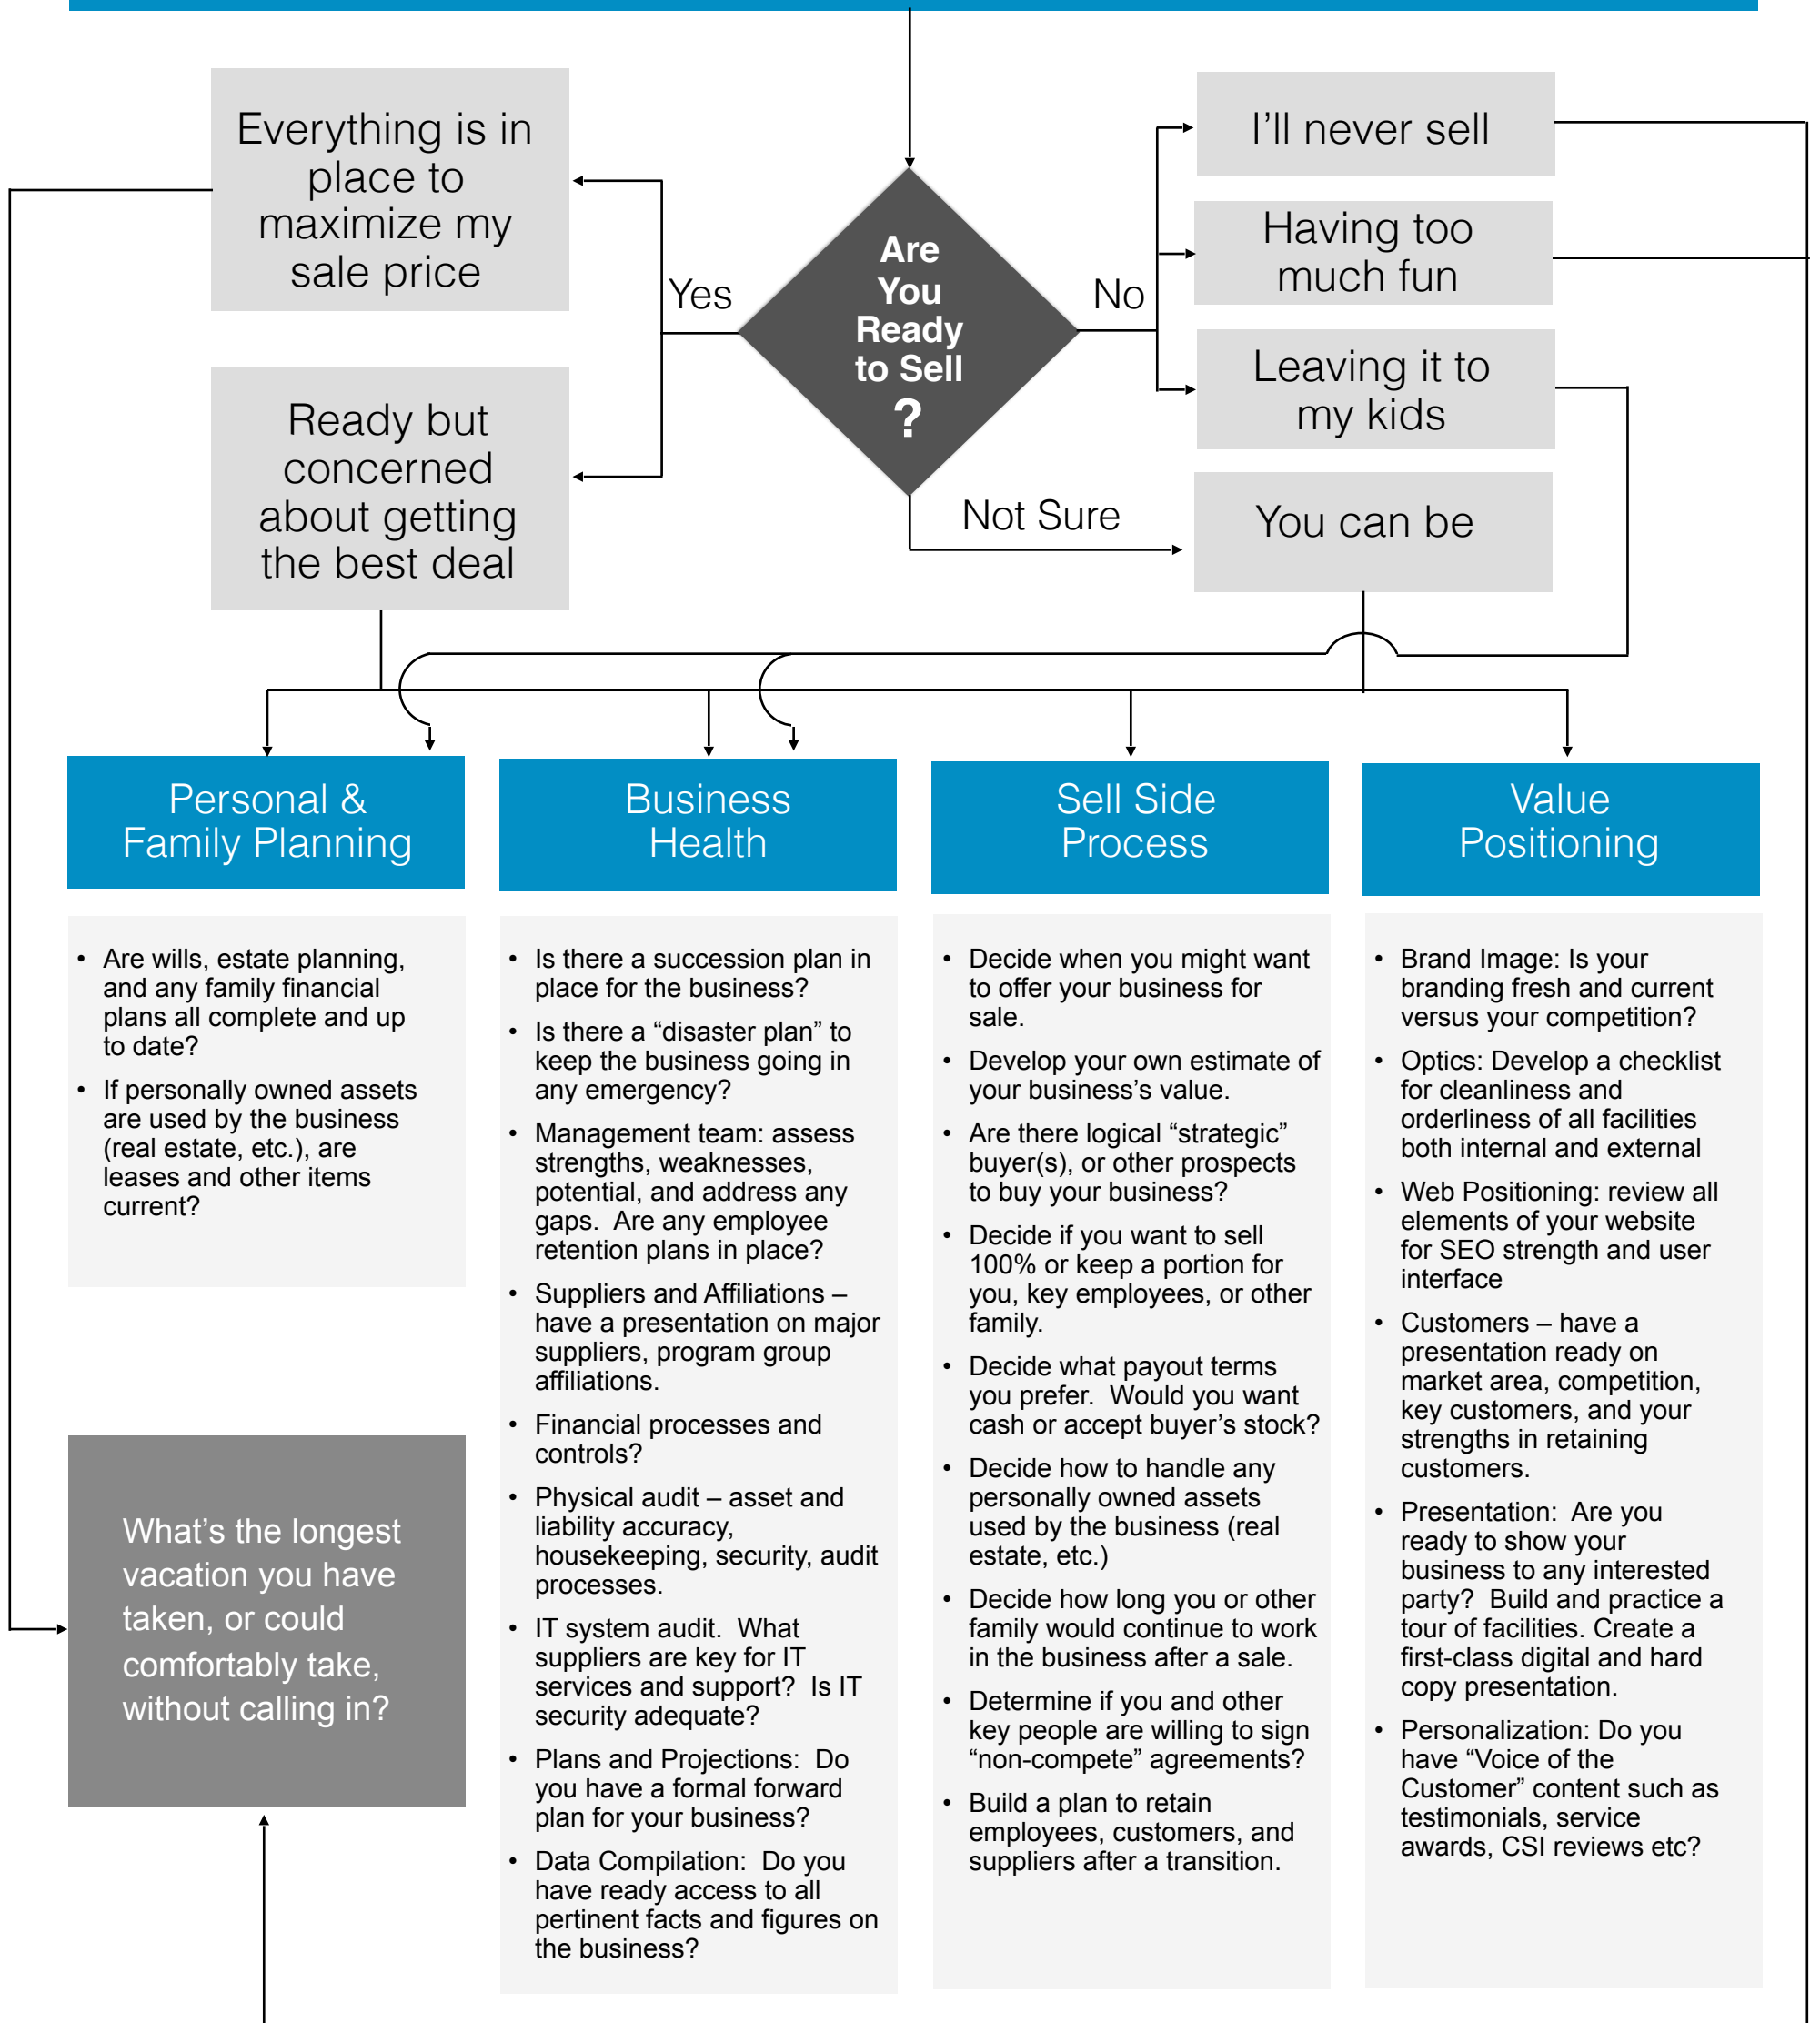 Everything is in
place to
maximize my
sale price
Ready but
concerned
about getting
the best deal
Yes
Are
You
Ready
to Sell
?
No
Not Sure
I'll never sell
Having too
much fun
Leaving it to
my kids
You can be
Personal &
Family Planning
• Are wills, estate planning,
and any family financial
plans all complete and up
to date?
• If personally owned assets
are used by the business
(real estate, etc.), are
leases and other items
current?
What's the longest
vacation you have
taken, or could
comfortably take,
without calling in?
Business
Health
• Is there a succession plan in
place for the business?
• Is there a “disaster plan” to
keep the business going in
any emergency?
• Management team: assess
strengths, weaknesses,
potential, and address any
gaps.  Are any employee
retention plans in place?
• Suppliers and Affiliations –
have a presentation on major
suppliers, program group
affiliations.
• Financial processes and
controls?
• Physical audit – asset and
liability accuracy,
housekeeping, security, audit
processes.
• IT system audit.  What
suppliers are key for IT
services and support?  Is IT
security adequate?
• Plans and Projections:  Do
you have a formal forward
plan for your business?
• Data Compilation:  Do you
have ready access to all
pertinent facts and figures on
the business?
Sell Side
Process
• Decide when you might want
to offer your business for
sale.
• Develop your own estimate of
your business’s value.
• Are there logical “strategic”
buyer(s), or other prospects
to buy your business?
• Decide if you want to sell
100% or keep a portion for
you, key employees, or other
family.
• Decide what payout terms
you prefer.  Would you want
cash or accept buyer’s stock?
• Decide how to handle any
personally owned assets
used by the business (real
estate, etc.)
• Decide how long you or other
family would continue to work
in the business after a sale.
• Determine if you and other
key people are willing to sign
“non-compete” agreements?
• Build a plan to retain
employees, customers, and
suppliers after a transition.
Value
Positioning
• Brand Image: Is your
branding fresh and current
versus your competition?
• Optics: Develop a checklist
for cleanliness and
orderliness of all facilities
both internal and external
• Web Positioning: review all
elements of your website
for SEO strength and user
interface
• Customers – have a
presentation ready on
market area, competition,
key customers, and your
strengths in retaining
customers.
• Presentation:  Are you
ready to show your
business to any interested
party?  Build and practice a
tour of facilities. Create a
first-class digital and hard
copy presentation.
• Personalization: Do you
have “Voice of the
Customer” content such as
testimonials, service
awards, CSI reviews etc?